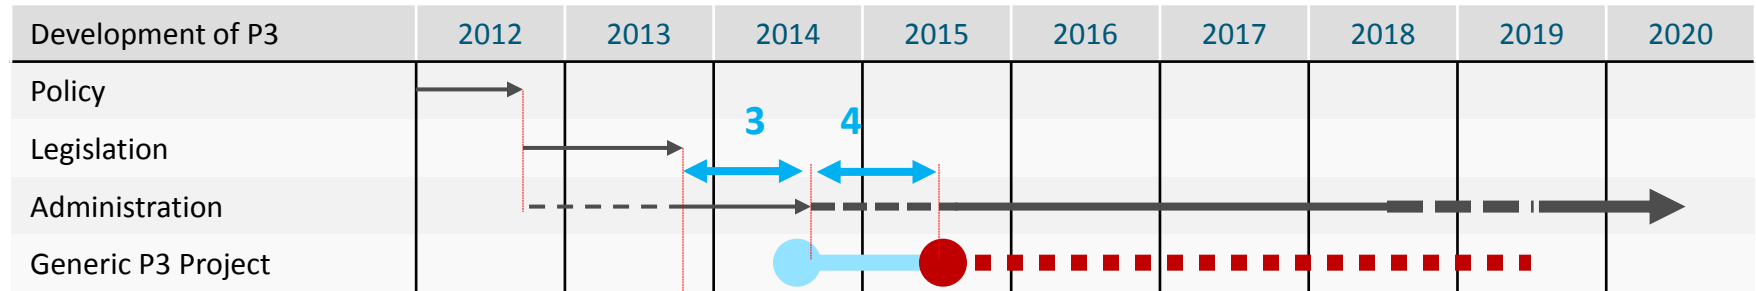 Development of P3 2012 2013 2014 2015 2016 2017 2018 2019 2020
Policy
3 4
Legislation
Administration
Generic P3 Project